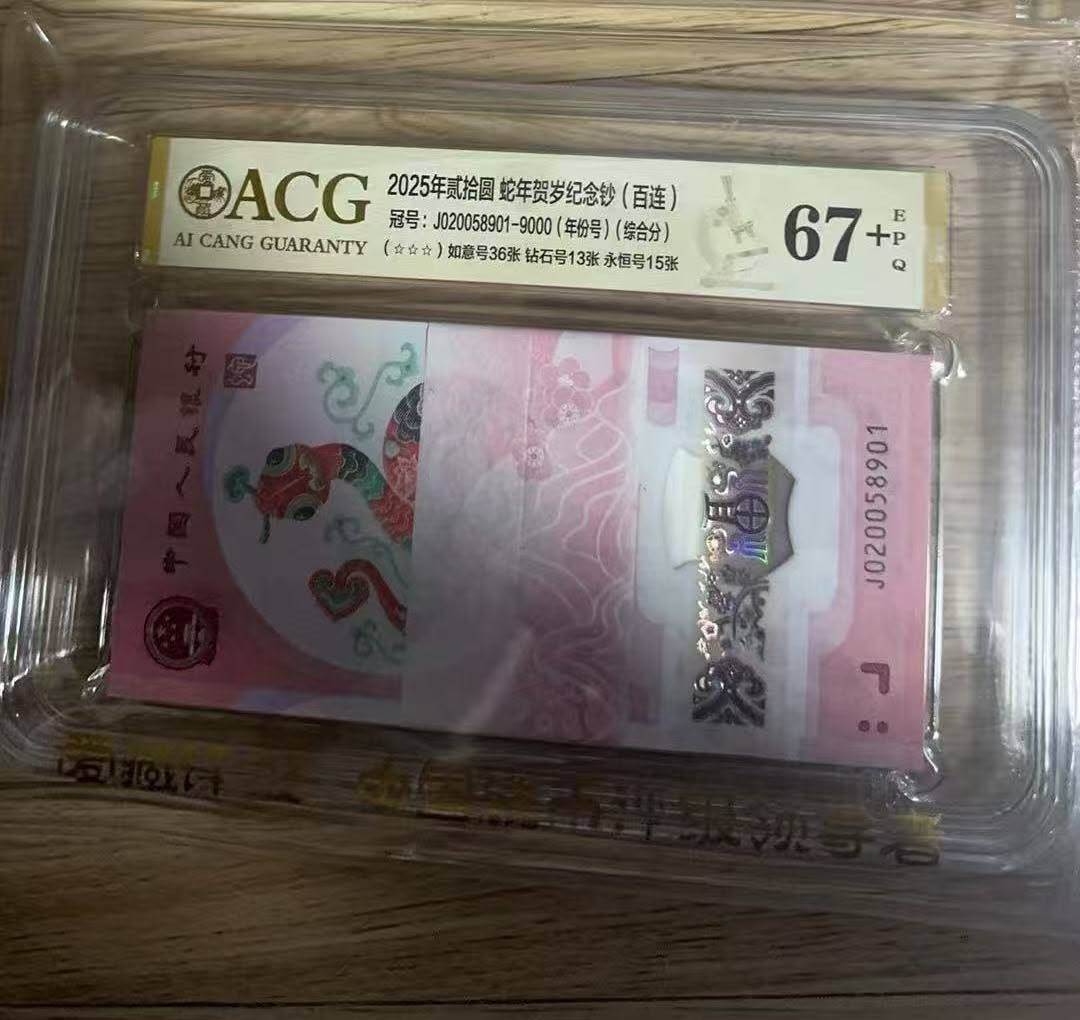 ACG
AI CANG GUARANTY
2025年贰拾圆 蛇年贺岁纪念钞（百连）
冠号：J020058901-9000（年份号）（综合分）
（☆☆☆）如意号36张 钻石号13张 永恒号15张
67+
EPQ
中国人民银行
J020058901